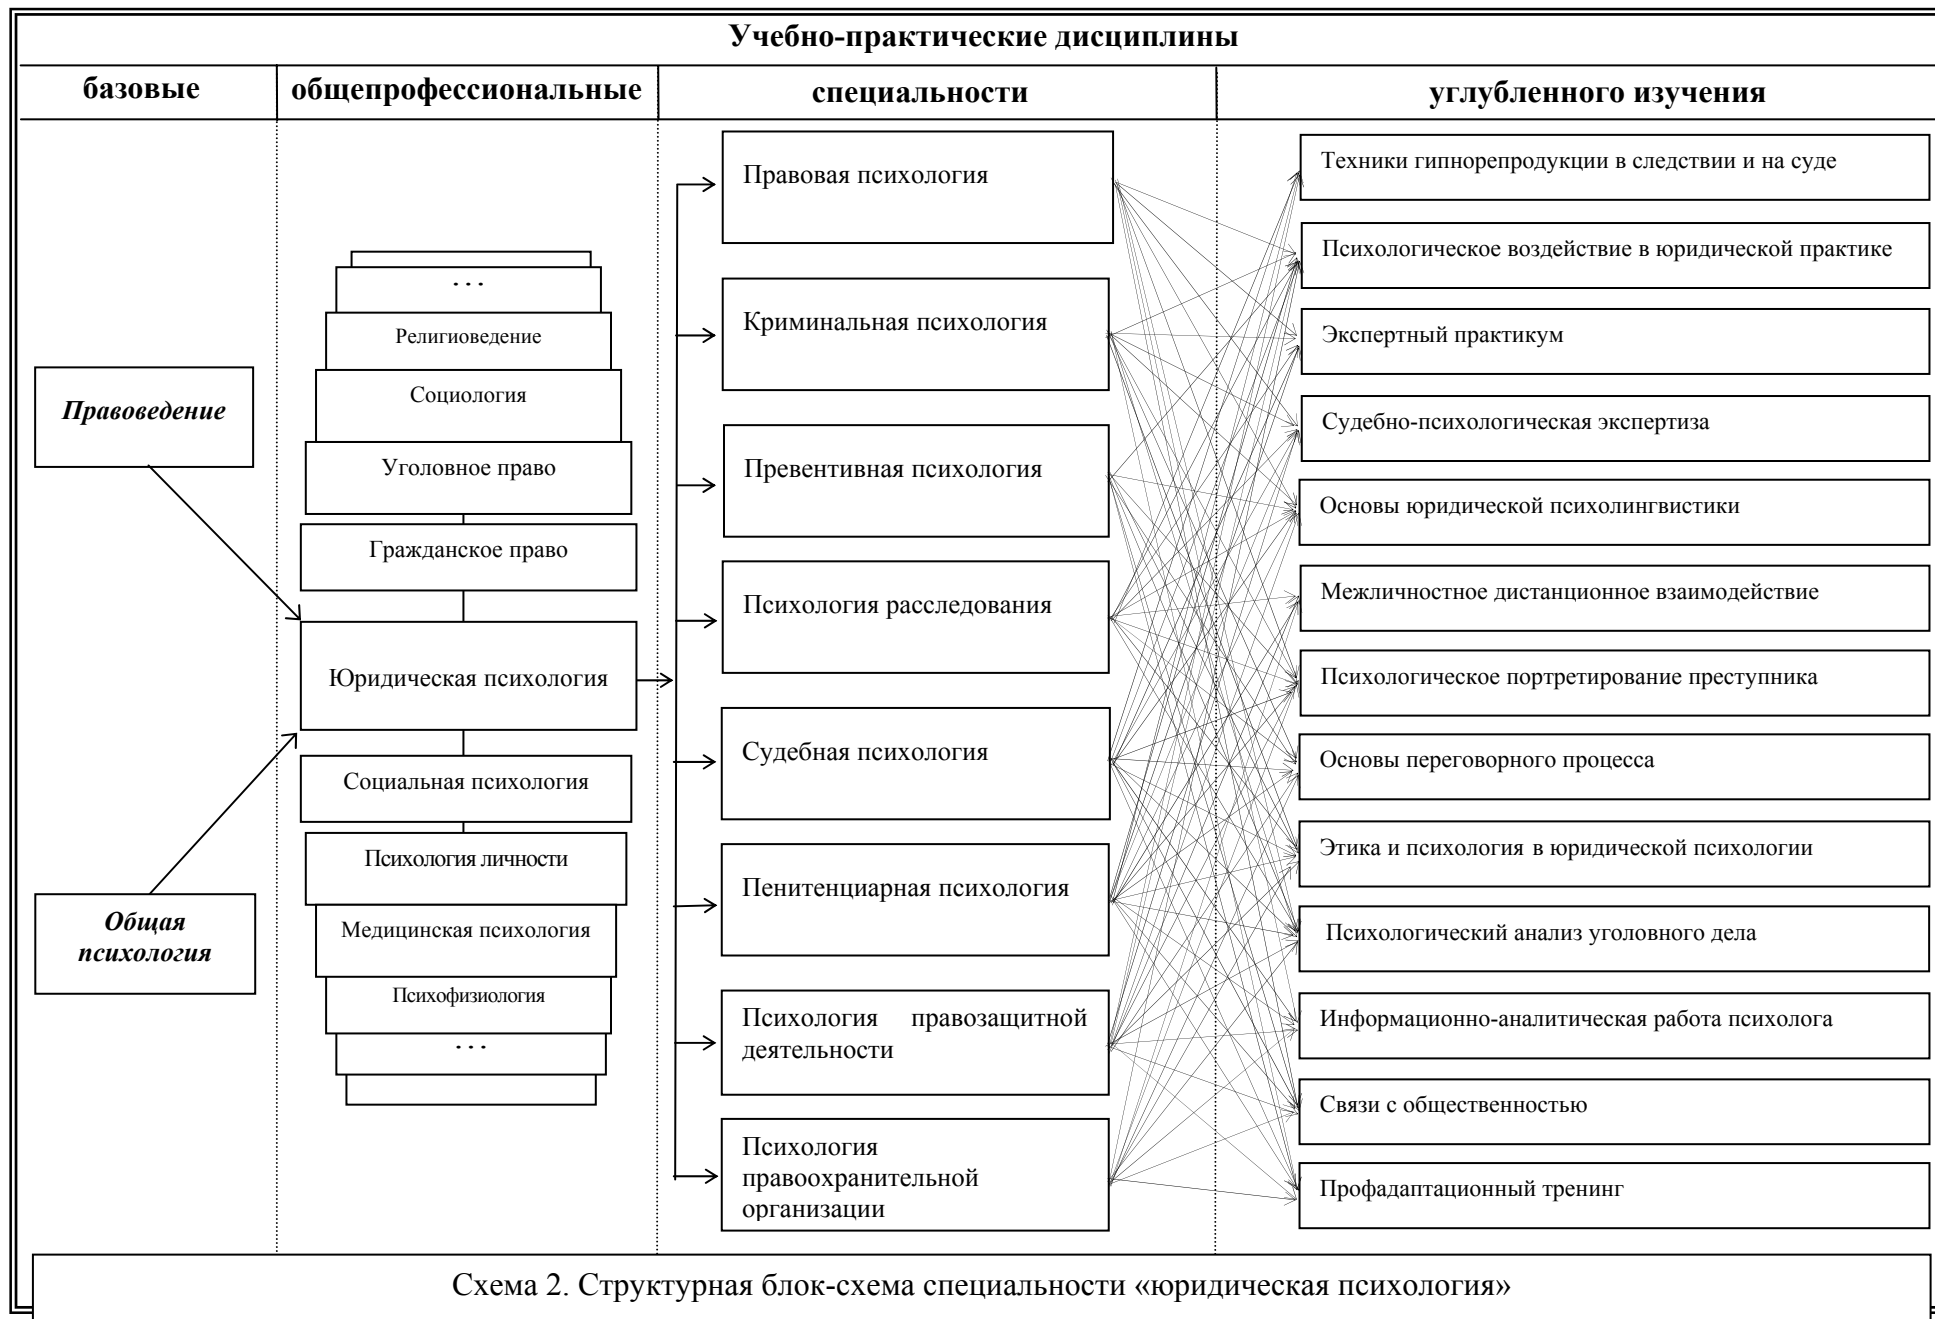 Учебно-практические дисциплины
базовые
общепрофессиональные
специальности
углубленного изучения
Правоведение
Общая
психология
. . .
Религиоведение
Социология
Уголовное право
Гражданское право
Юридическая психология
Социальная психология
Психология личности
Медицинская психология
Психофизиология
. . .
Правовая психология
Криминальная психология
Превентивная психология
Психология расследования
Судебная психология
Пенитенциарная психология
Психология правозащитной
деятельности
Психология
правоохранительной
организации
Техники гипнорепродукции в следствии и на суде
Психологическое воздействие в юридической практике
Экспертный практикум
Судебно-психологическая экспертиза
Основы юридической психолингвистики
Межличностное дистанционное взаимодействие
Психологическое портретирование преступника
Основы переговорного процесса
Этика и психология в юридической психологии
Психологический анализ уголовного дела
Информационно-аналитическая работа психолога
Связи с общественностью
Профадаптационный тренинг
Схема 2. Структурная блок-схема специальности «юридическая психология»